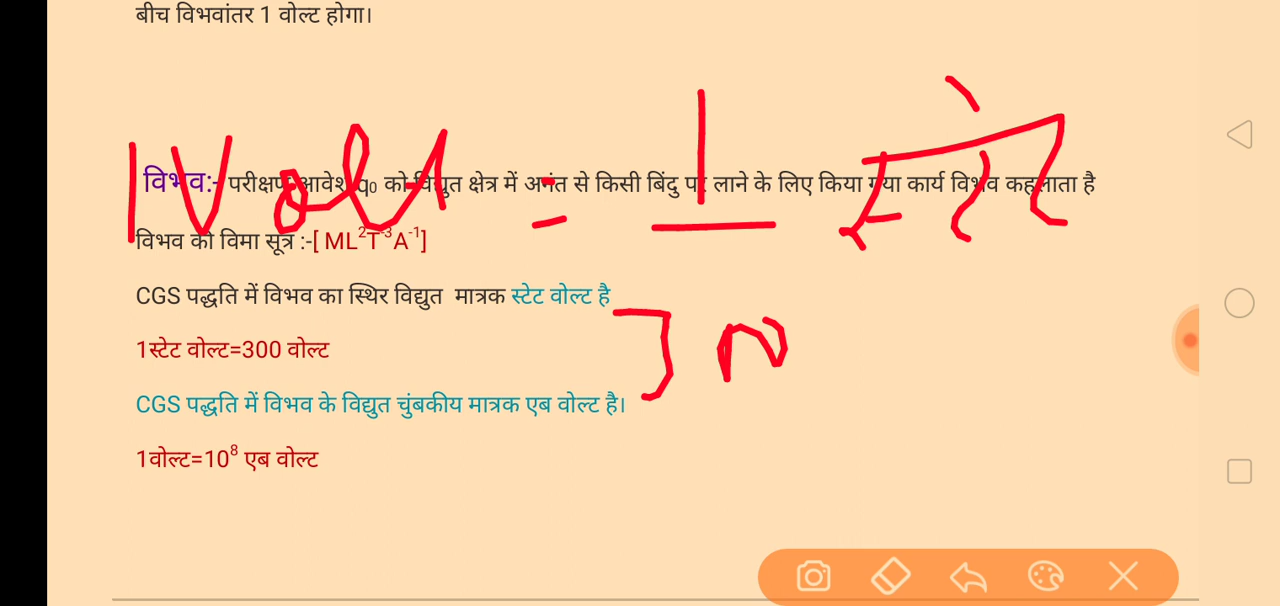 बीच विभवांतर 1 वोल्ट होगा।
1 Volt = 1 स्टे
विभव:- परीक्षण आवेश q₀ को विद्युत क्षेत्र में अनंत से किसी बिंदु पर लाने के लिए किया गया कार्य विभव कहलाता है
विभव की विमा सूत्र :-[ ML²T⁻³A⁻¹]
CGS पद्धति में विभव का स्थिर विद्युत मात्रक स्टेट वोल्ट है
1स्टेट वोल्ट=300 वोल्ट
CGS पद्धति में विभव के विद्युत चुंबकीय मात्रक एब वोल्ट है।
1वोल्ट=10⁸ एब वोल्ट